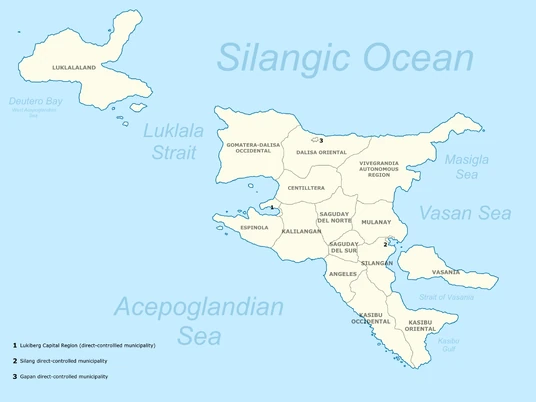 Silangic Ocean
LUKLALALAND
Deutero Bay
Luklala
Strait
GOMATERA-DALISA
OCCIDENTAL
DALISA ORIENTAL
3
VIVEGRANDIA
AUTONOMOUS
REGION
Masigla
Sea
CENTILLTERA
1
Vasan Sea
SAGUDAY
DEL NORTE
MULANAY
ESPINOLA
KALILANGAN
2
SAGUDAY
DEL SUR
SILANGAN
ANGELES
VASANIA
Strait of Vasania
Acepoglandian
Sea
KASIBU
OCCIDENTAL
KASIBU
ORIENTAL
Kasibu
Gulf
1 Lukiberg Capital Region (direct-controlled municipality)
2 Silang direct-controlled municipality
3 Gapan direct-controlled municipality